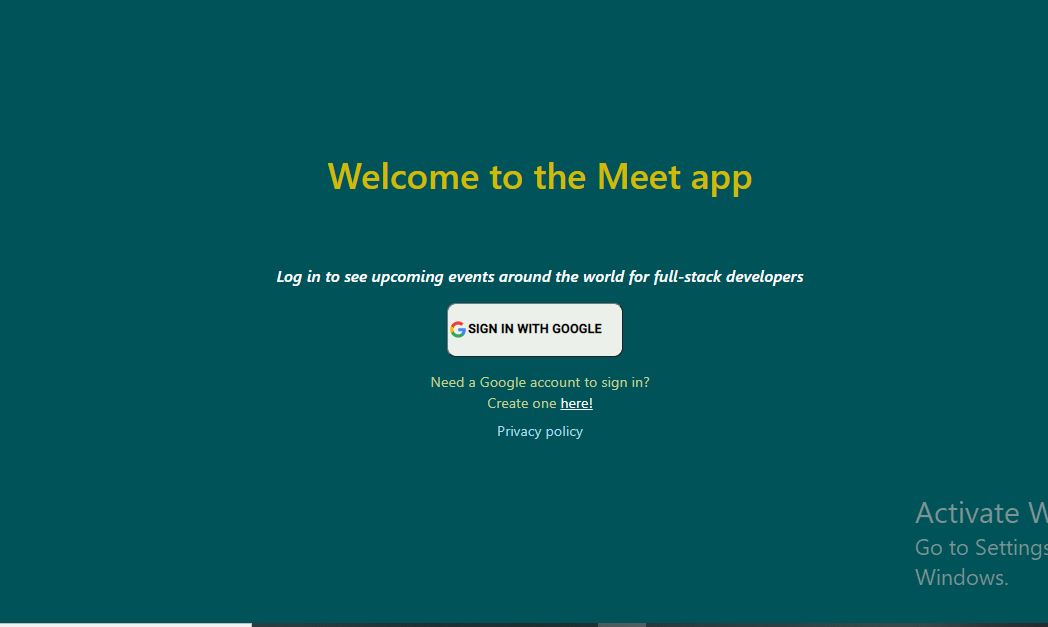 Welcome to the Meet app
Log in to see upcoming events around the world for full-stack developers
SIGN IN WITH GOOGLE
Need a Google account to sign in?
Create one here!
Privacy policy
Activate W
Go to Settings
Windows.